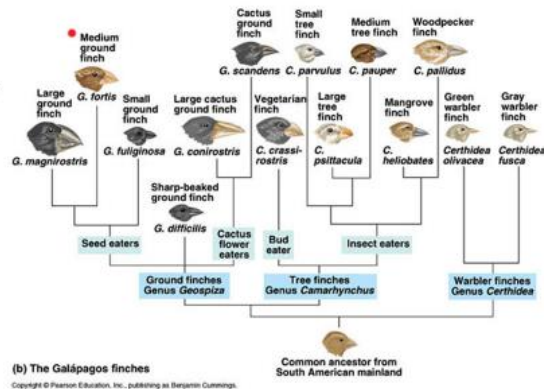 Medium
ground
finch
G. fortis
Large
ground
finch
G. magnirostris
Small
ground
finch
G. fuliginosa
Large cactus
ground finch
G. conirostris
Cactus
ground
finch
G. scandens
Sharp-beaked
ground finch
G. difficilis
Vegetarian
finch
C. crassi-
rostris
Small
tree
finch
C. parvulus
Large
tree
finch
C.
psittacula
Medium
tree finch
C. pauper
Mangrove
finch
C.
heliobates
Woodpecker
finch
C. pallidus
Green
warbler
finch
Certhidea
olivacea
Gray
warbler
finch
Certhidea
fusca
Seed eaters
Cactus
flower
eaters
Bud
eater
Insect eaters
Ground finches
Genus Geospiza
Tree finches
Genus Camarhynchus
Warbler finches
Genus Certhidea
Common ancestor from
South American mainland
(b) The Galápagos finches
Copyright © Pearson Education, Inc., publishing as Benjamin Cummings.